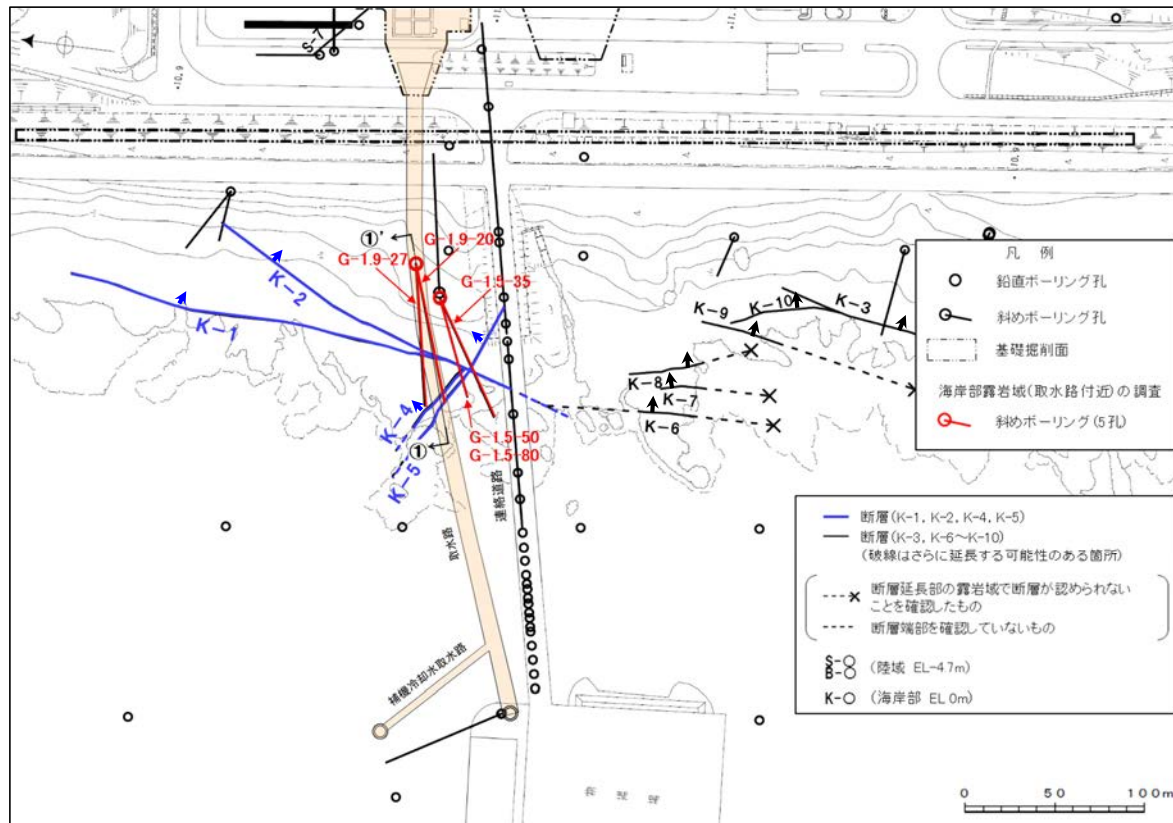 S-7
-10.9
①'
G-1.9-20
G-1.9-27
G-1.5-35
K-2
K-1
K-4
K-5
①
G-1.5-50
G-1.5-80
連絡道路
取水路
補機冷却水取水路
K-9
K-10
K-3
K-8
K-7
K-6
-10.9
凡 例
鉛直ボーリング孔
斜めボーリング孔
基礎掘削面
海岸部露岩域(取水路付近)の調査
斜めボーリング(5孔)
断層(K-1, K-2, K-4, K-5)
断層(K-3, K-6~K-10)
(破線はさらに延長する可能性のある箇所)
断層延長部の露岩域で断層が認められない
ことを確認したもの
断層端部を確認していないもの
S-○
B-○
(陸域 EL-4.7m)
K-○ (海岸部 EL 0m)
0 50 100m